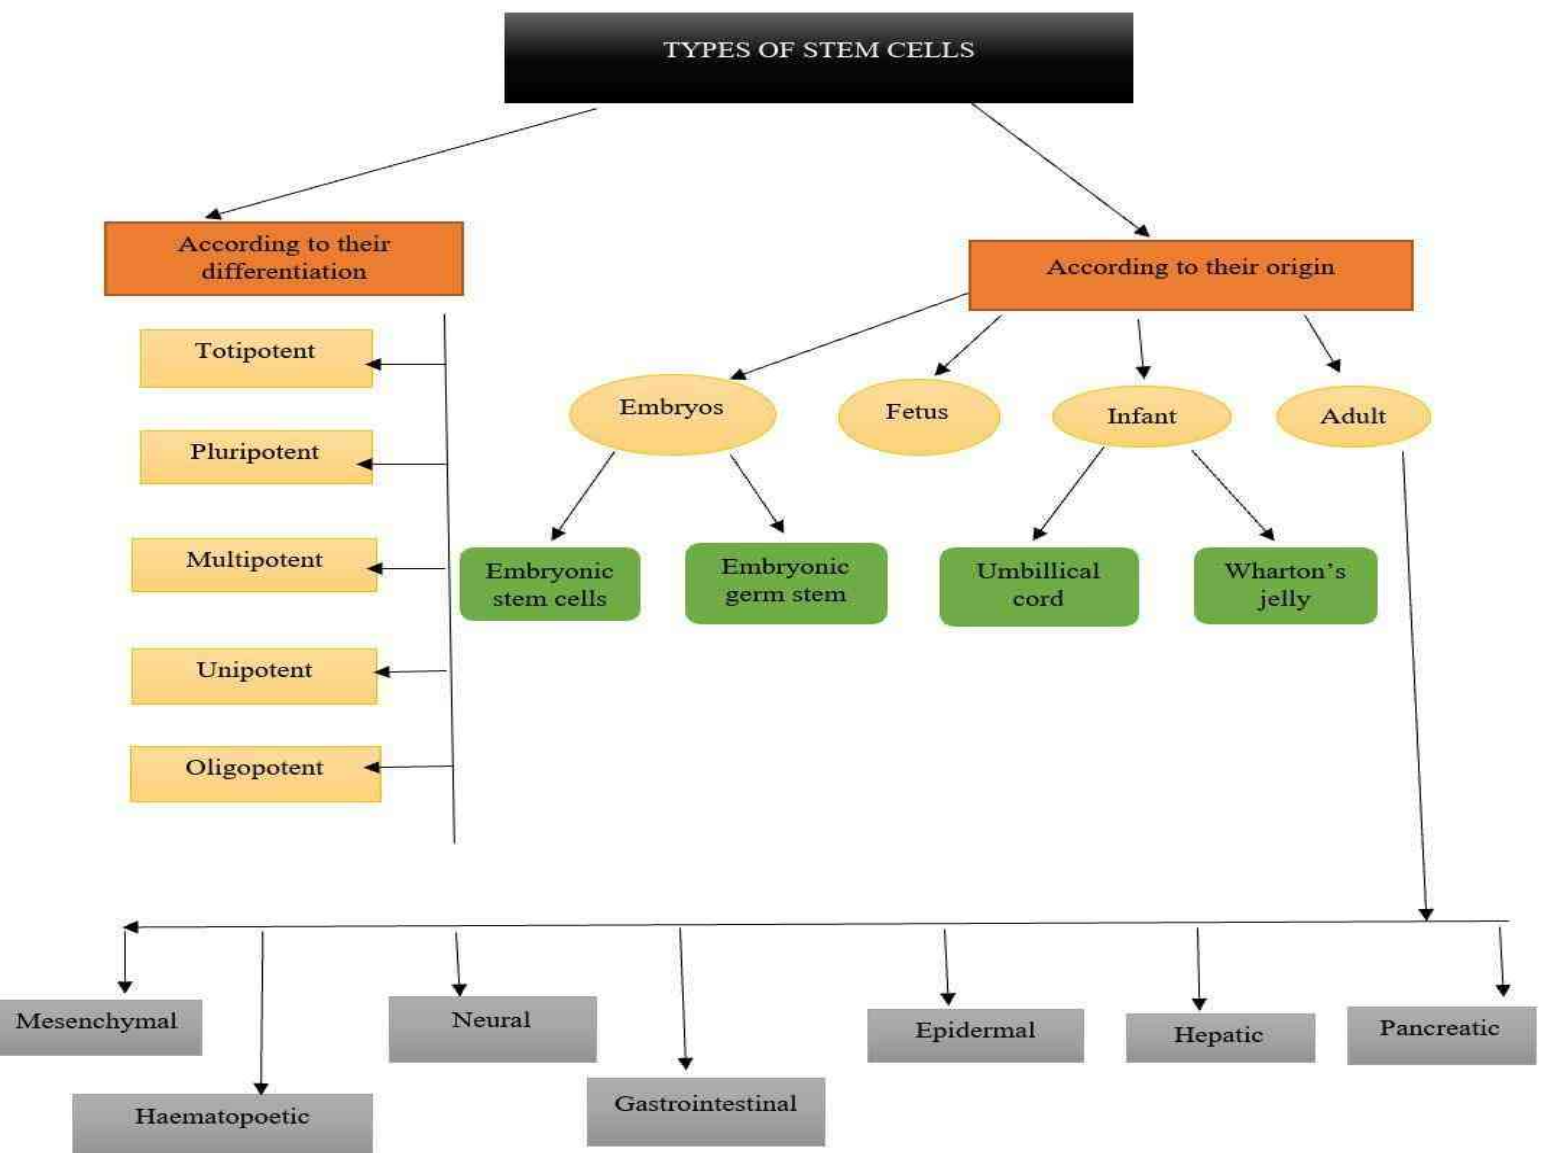 TYPES OF STEM CELLS
According to their
differentiation
According to their origin
Totipotent
Pluripotent
Multipotent
Unipotent
Oligopotent
Embryos
Fetus
Infant
Adult
Embryonic
stem cells
Embryonic
germ stem
Umbillical
cord
Wharton’s
jelly
Mesenchymal
Haematopoetic
Neural
Gastrointestinal
Epidermal
Hepatic
Pancreatic